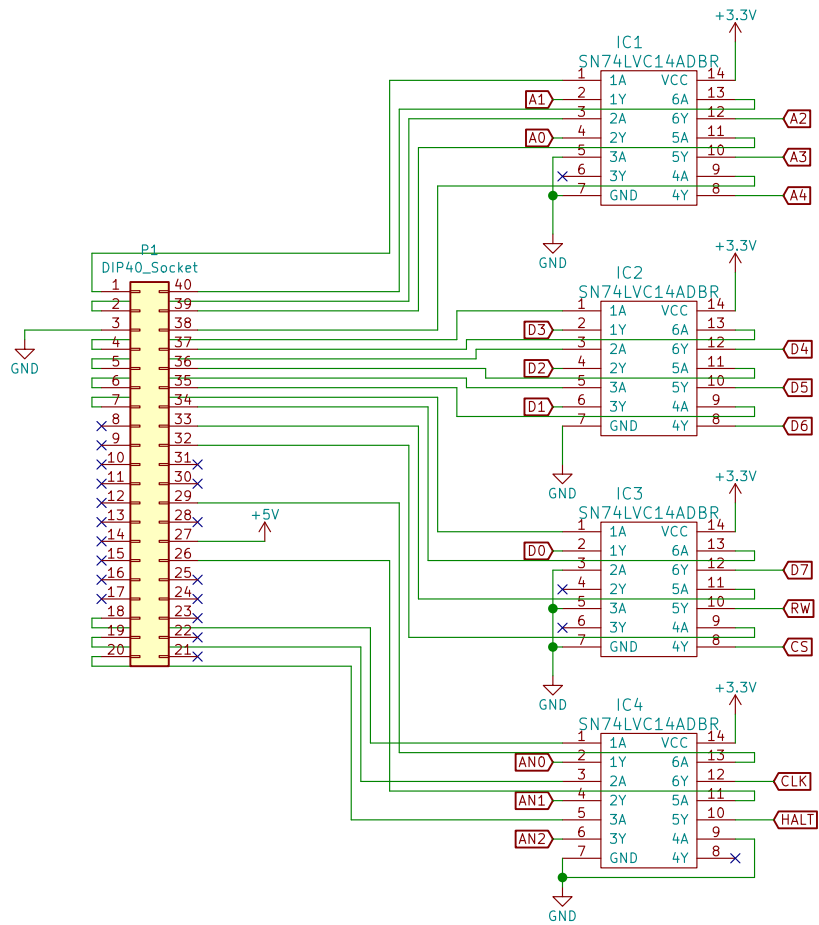 +3.3V
IC1
SN74LVC14ADBR
1 1A VCC 14
A1 2 1Y 6A 13
3 2A 6Y 12 A2
A0 4 2Y 5A 11
5 3A 5Y 10 A3
6 3Y 4A 9
7 GND 4Y 8 A4
GND
P1
DIP40_Socket
1 40
2 39
3 38
4 37
5 36
6 35
7 34
8 33
9 32
10 31
11 30
12 29
13 28
14 27
15 26
16 25
17 24
18 23
19 22
20 21
GND
+5V
+3.3V
IC2
SN74LVC14ADBR
1 1A VCC 14
D3 2 1Y 6A 13
3 2A 6Y 12 D4
D2 4 2Y 5A 11
5 3A 5Y 10 D5
D1 6 3Y 4A 9
7 GND 4Y 8 D6
GND
+3.3V
IC3
SN74LVC14ADBR
1 1A VCC 14
D0 2 1Y 6A 13
3 2A 6Y 12 D7
4 2Y 5A 11
5 3A 5Y 10 RW
6 3Y 4A 9
7 GND 4Y 8 CS
GND
+3.3V
IC4
SN74LVC14ADBR
1 1A VCC 14
AN0 2 1Y 6A 13
3 2A 6Y 12 CLK
AN1 4 2Y 5A 11
5 3A 5Y 10 HALT
AN2 6 3Y 4A 9
7 GND 4Y 8
GND